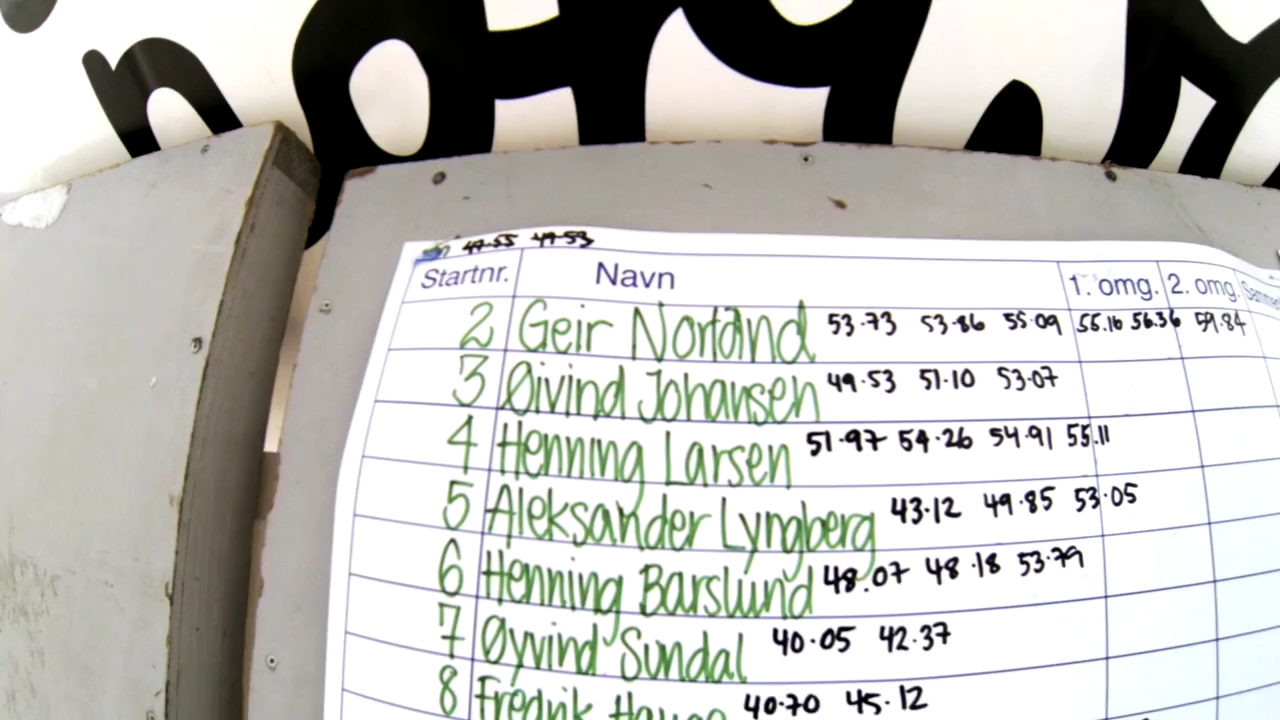 49.55 49.53
Startnr. Navn 1. omg. 2. omg.
2 Geir Nordand 53.73 53.86 55.09 55.16 56.36 59.84
3 Øivind Johansen 49.53 51.10 53.07
4 Henning Larsen 51.97 54.26 54.91 55.11
5 Aleksander Lyngberg 43.12 49.85 53.05
6 Henning Barslund 48.07 48.18 53.79
7 Øyvind Sundal 40.05 42.37
8 Fredrik 40.70 45.12